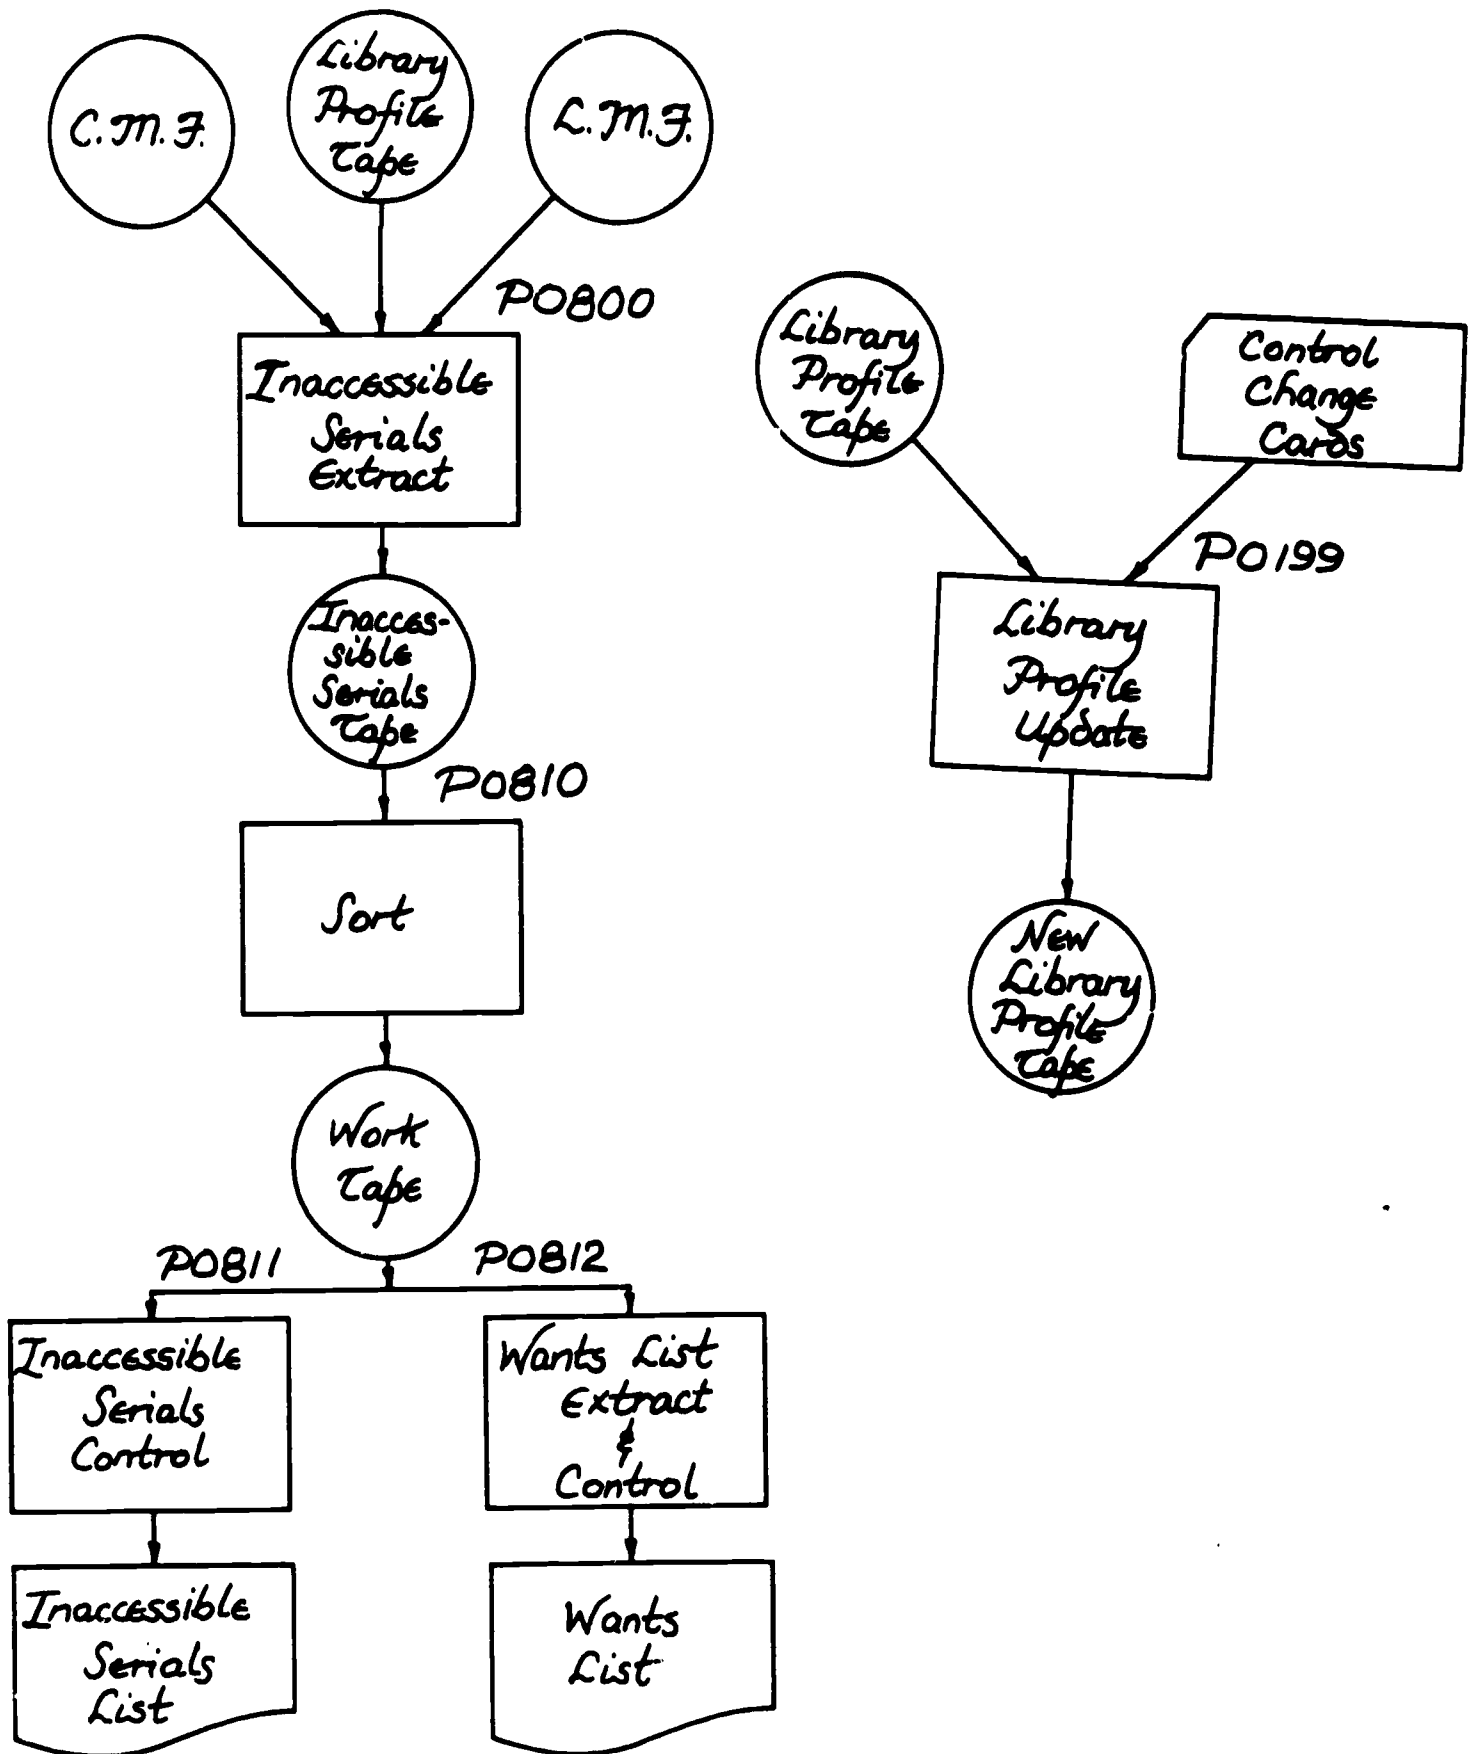 C.M.F.
Library
Profile
Tape
L.M.F.
P0800
Inaccessible
Serials
Extract
Inacces-
sible
Serials
Tape
P0810
Sort
Work
Tape
P0811
P0812
Inaccessible
Serials
Control
Wants List
Extract
&
Control
Inaccessible
Serials
List
Wants
List
Library
Profile
Tape
Control
Change
Cards
P0199
Library
Profile
Update
New
Library
Profile
Tape